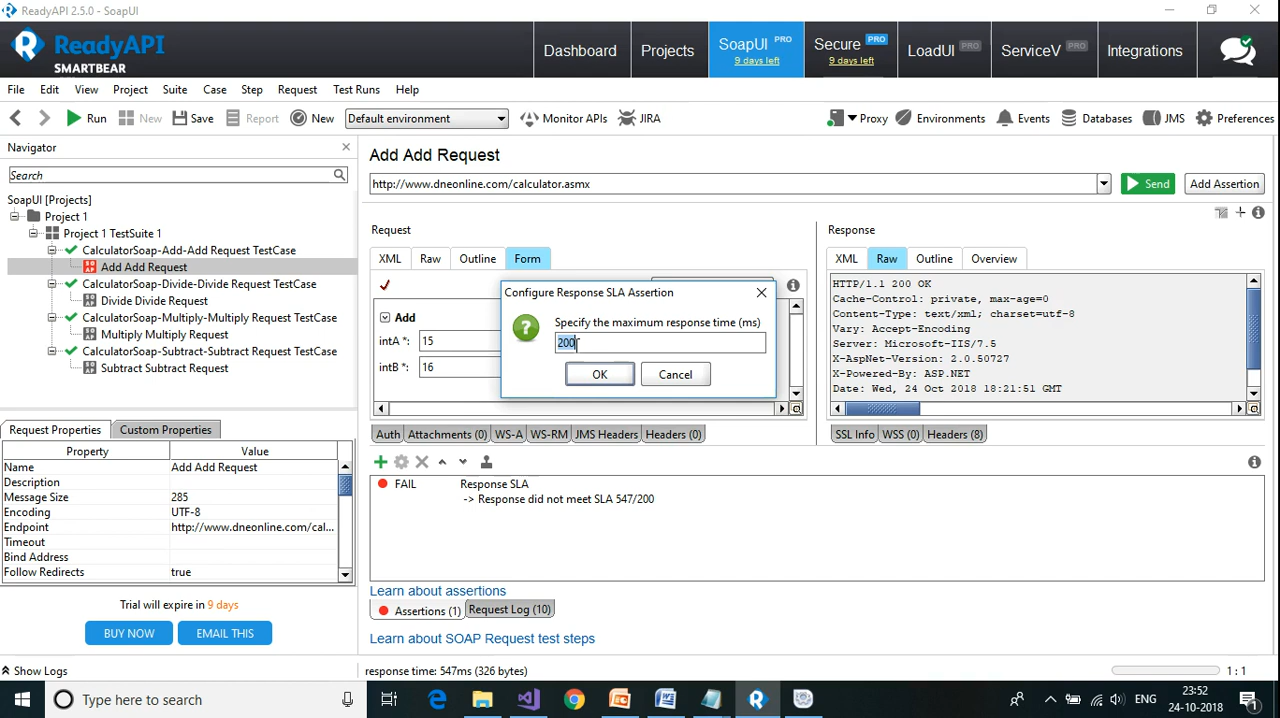 ReadyAPI 2.5.0 - SoapUI
ReadyAPI
SMARTBEAR
Dashboard
Projects
SoapUI PRO
9 days left
Secure PRO
9 days left
LoadUI PRO
ServiceV PRO
Integrations
File Edit View Project Suite Case Step Request Test Runs Help
Run New Save Report New Default environment Monitor APIs JIRA Proxy Environments Events Databases JMS Preferences
Navigator
Search
SoapUI [Projects]
Project 1
Project 1 TestSuite 1
CalculatorSoap-Add-Add Request TestCase
Add Add Request
CalculatorSoap-Divide-Divide Request TestCase
Divide Divide Request
CalculatorSoap-Multiply-Multiply Request TestCase
Multiply Multiply Request
CalculatorSoap-Subtract-Subtract Request TestCase
Subtract Subtract Request
Request Properties Custom Properties
Property Value
Name Add Add Request
Description
Message Size 285
Encoding UTF-8
Endpoint http://www.dneonline.com/cal...
Timeout
Bind Address
Follow Redirects true
Trial will expire in 9 days
BUY NOW EMAIL THIS
Show Logs
Add Add Request
http://www.dneonline.com/calculator.asmx Send Add Assertion
Request
XML Raw Outline Form
Add
intA *: 15
intB *: 16
Auth Attachments (0) WS-A WS-RM JMS Headers Headers (0)
Configure Response SLA Assertion
Specify the maximum response time (ms)
200
OK Cancel
Response
XML Raw Outline Overview
HTTP/1.1 200 OK
Cache-Control: private, max-age=0
Content-Type: text/xml; charset=utf-8
Vary: Accept-Encoding
Server: Microsoft-IIS/7.5
X-AspNet-Version: 2.0.50727
X-Powered-By: ASP.NET
Date: Wed, 24 Oct 2018 18:21:51 GMT
SSL Info WSS (0) Headers (8)
FAIL Response SLA
-> Response did not meet SLA 547/200
Learn about assertions
Assertions (1) Request Log (10)
Learn about SOAP Request test steps
response time: 547ms (326 bytes) 1 : 1
Type here to search
ENG
23:52
24-10-2018
1